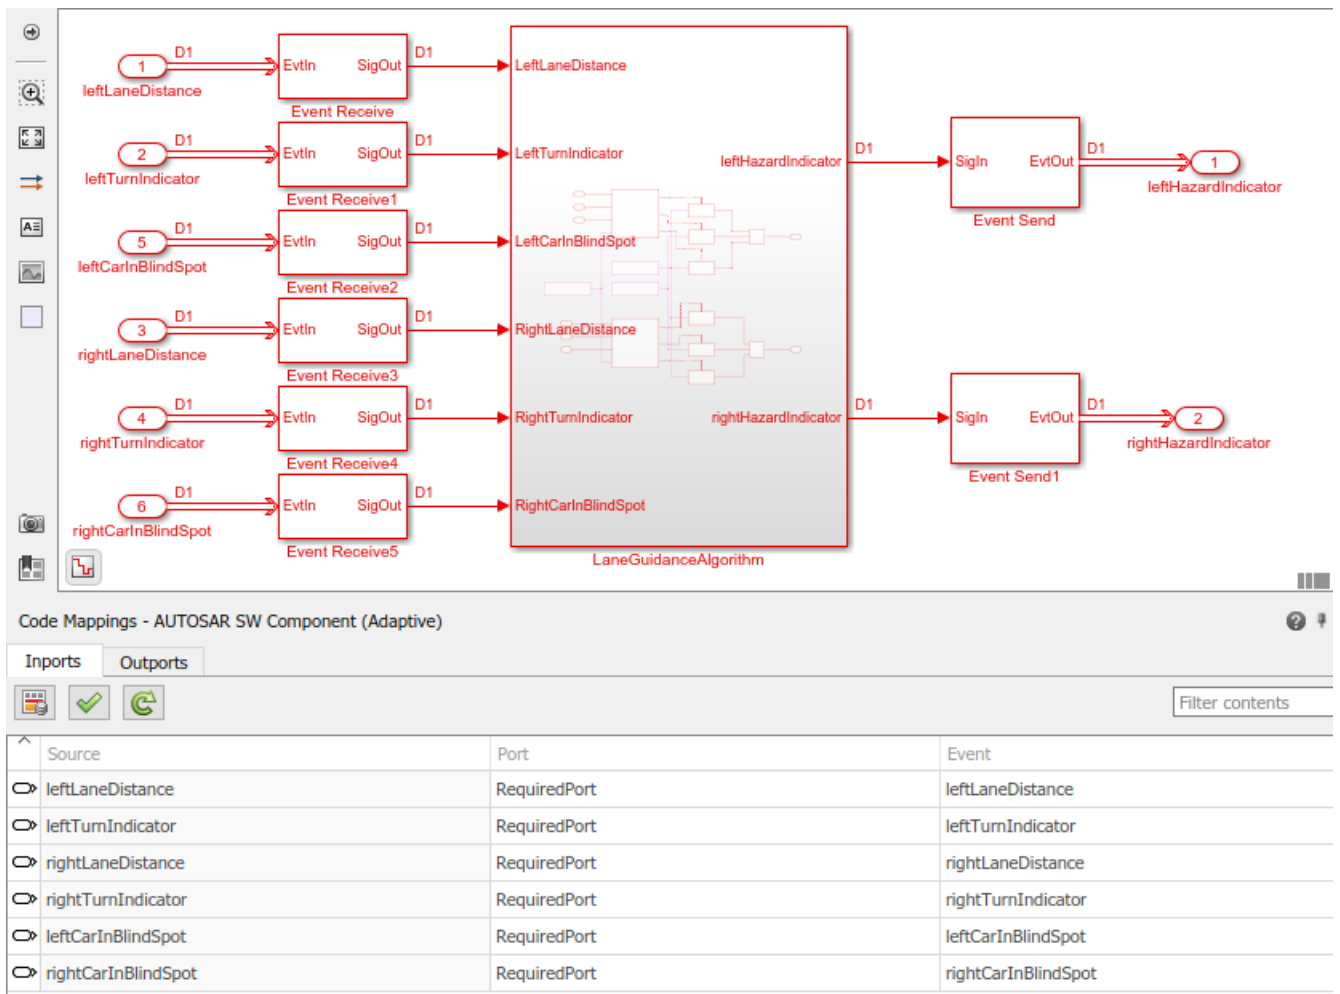 D1
1
leftLaneDistance
EvtIn SigOut
D1
Event Receive
LeftLaneDistance
D1
2
leftTurnIndicator
EvtIn SigOut
D1
Event Receive1
LeftTurnIndicator
D1
5
leftCarInBlindSpot
EvtIn SigOut
D1
Event Receive2
LeftCarInBlindSpot
D1
3
rightLaneDistance
EvtIn SigOut
D1
Event Receive3
RightLaneDistance
D1
4
rightTurnIndicator
EvtIn SigOut
D1
Event Receive4
RightTurnIndicator
D1
6
rightCarInBlindSpot
EvtIn SigOut
D1
Event Receive5
RightCarInBlindSpot
LaneGuidanceAlgorithm
leftHazardIndicator
D1
SigIn EvtOut
Event Send
D1
1
leftHazardIndicator
rightHazardIndicator
D1
SigIn EvtOut
Event Send1
D1
2
rightHazardIndicator
Code Mappings - AUTOSAR SW Component (Adaptive)
Inports Outports
Filter contents
Source Port Event
leftLaneDistance RequiredPort leftLaneDistance
leftTurnIndicator RequiredPort leftTurnIndicator
rightLaneDistance RequiredPort rightLaneDistance
rightTurnIndicator RequiredPort rightTurnIndicator
leftCarInBlindSpot RequiredPort leftCarInBlindSpot
rightCarInBlindSpot RequiredPort rightCarInBlindSpot